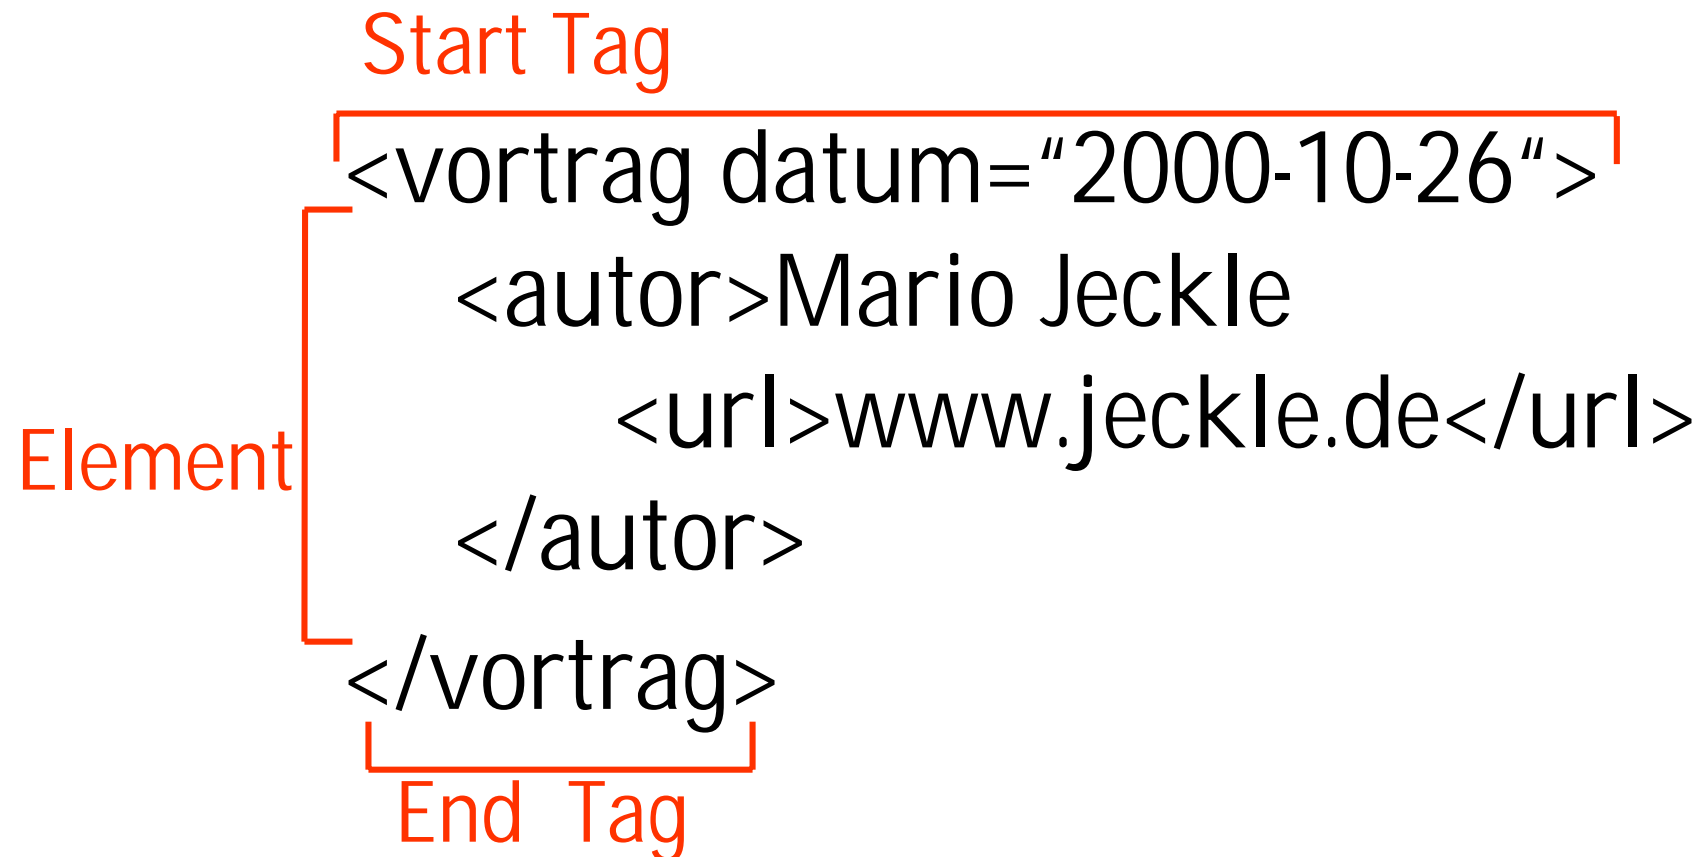 Start Tag
<vortrag datum="2000-10-26“>
<autor>Mario Jeckle
<url>www.jeckle.de</url>
Element
</autor>
</vortrag>
End Tag